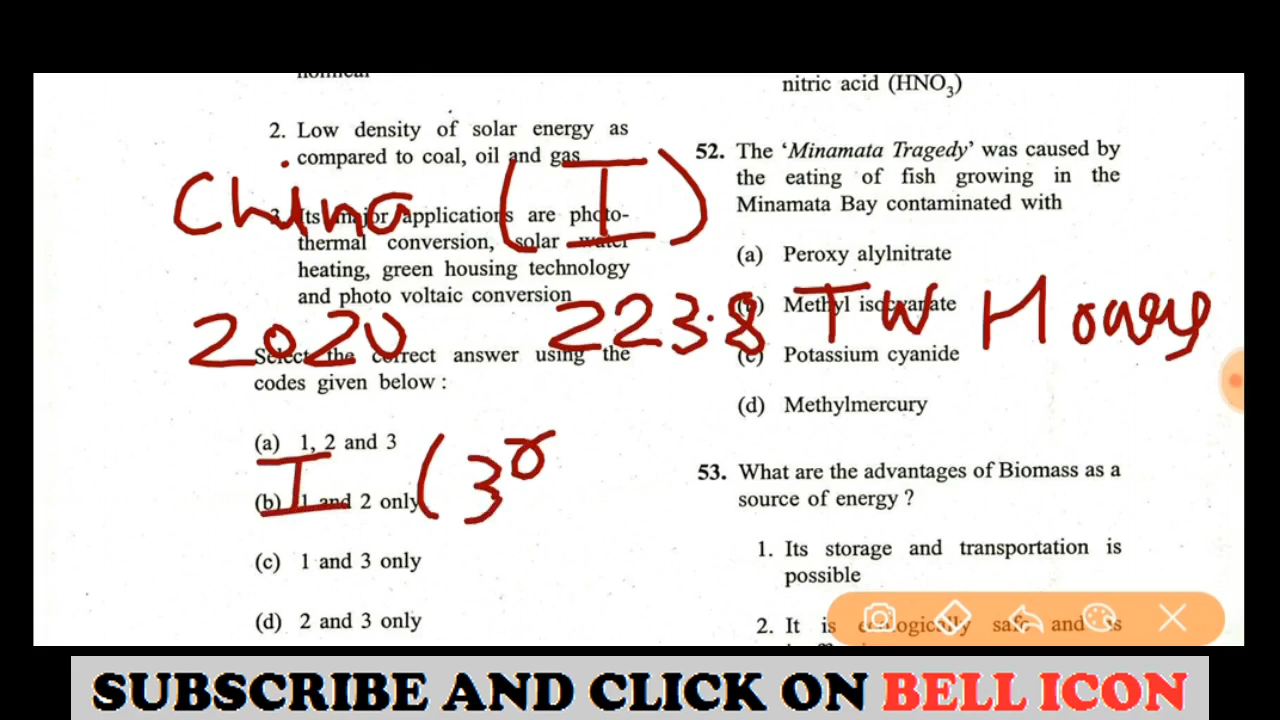 2. Low density of solar energy as
compared to coal, oil and gas
China (I)
Its major applications are photo-
thermal conversion, solar water
heating, green housing technology
and photo voltaic conversion
2020 223.8 TW
Select the correct answer using the
codes given below :
(a) 1, 2 and 3
I (3
(b) 1 and 2 only
(c) 1 and 3 only
(d) 2 and 3 only
nitric acid (HNO3)
52. The ‘Minamata Tragedy’ was caused by
the eating of fish growing in the
Minamata Bay contaminated with
(a) Peroxy alylnitrate
(b) Methyl isocyanate
(c) Potassium cyanide
(d) Methylmercury
53. What are the advantages of Biomass as a
source of energy ?
1. Its storage and transportation is
possible
2. It is ecologically safe and is
SUBSCRIBE AND CLICK ON BELL ICON